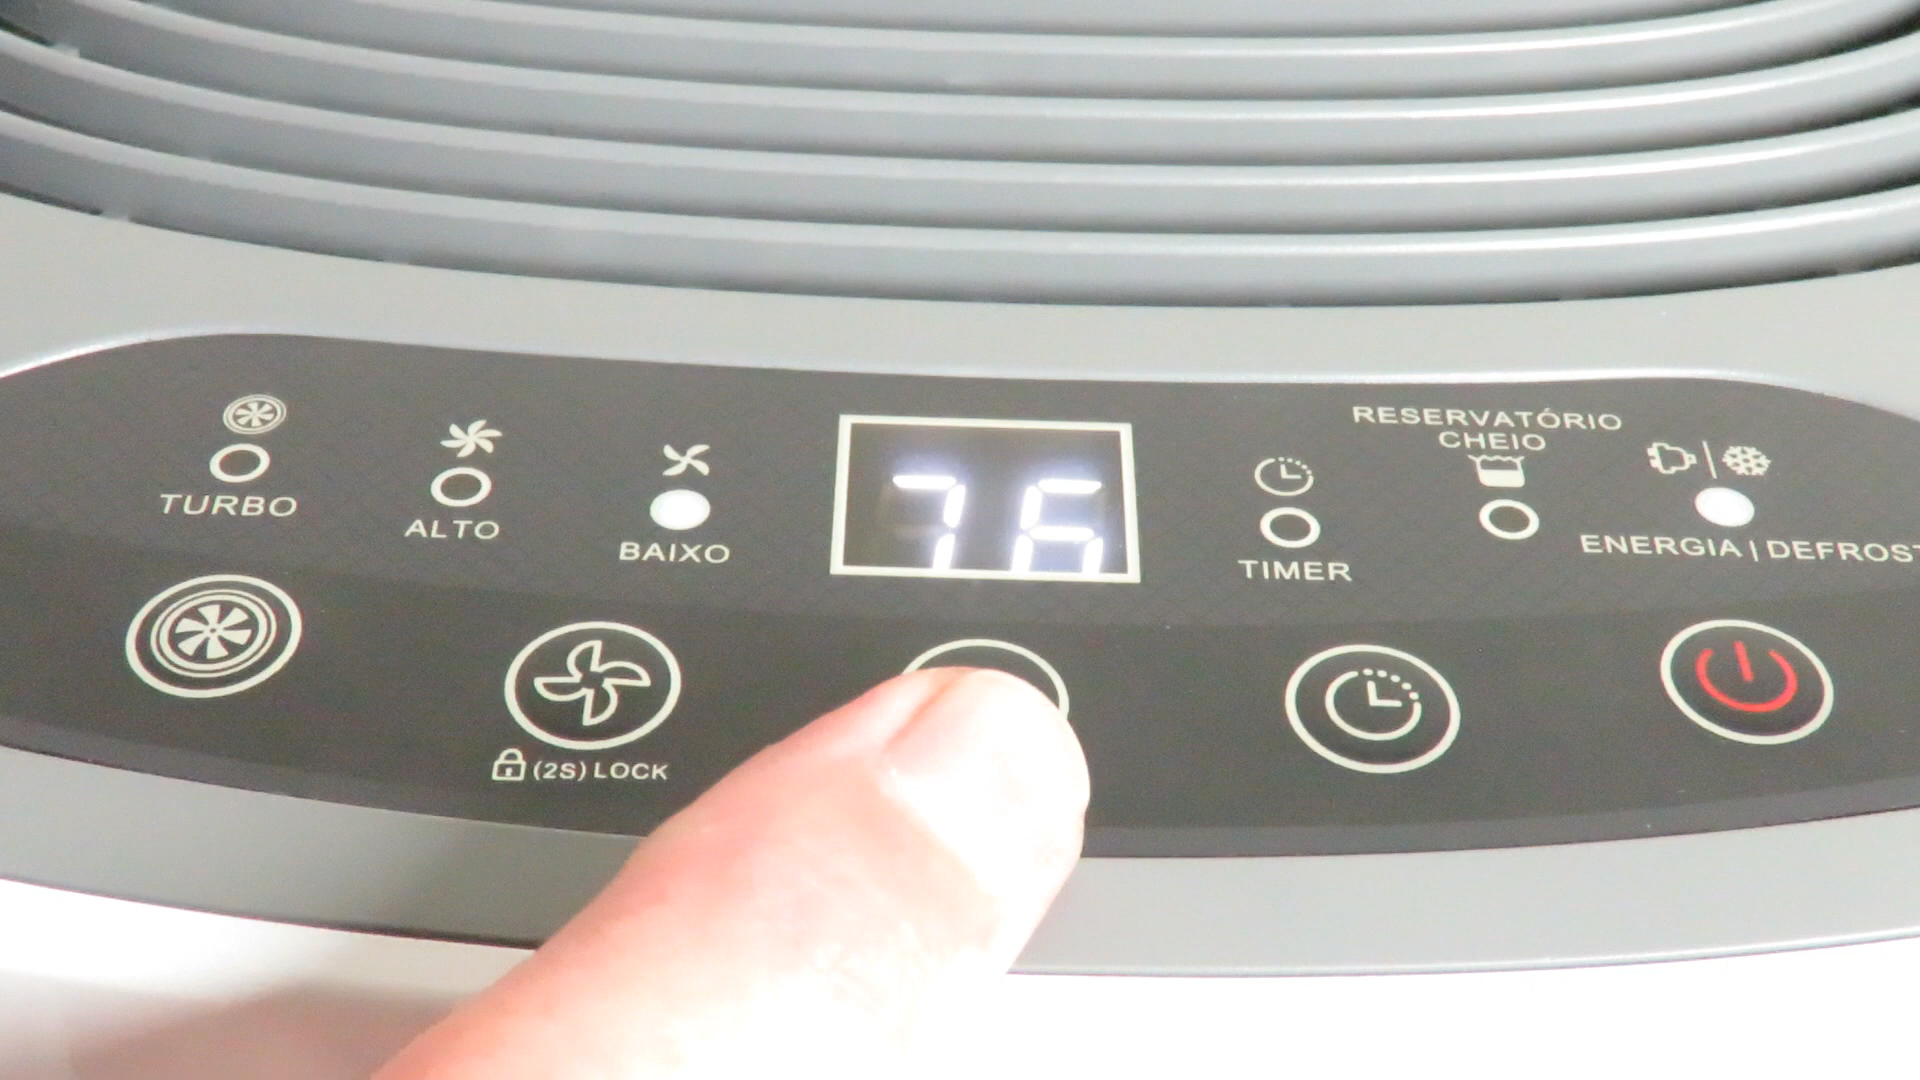 RESERVATÓRIO
CHEIO
TURBO
ALTO
BAIXO
76
TIMER
ENERGIA | DEFROST
(2S) LOCK